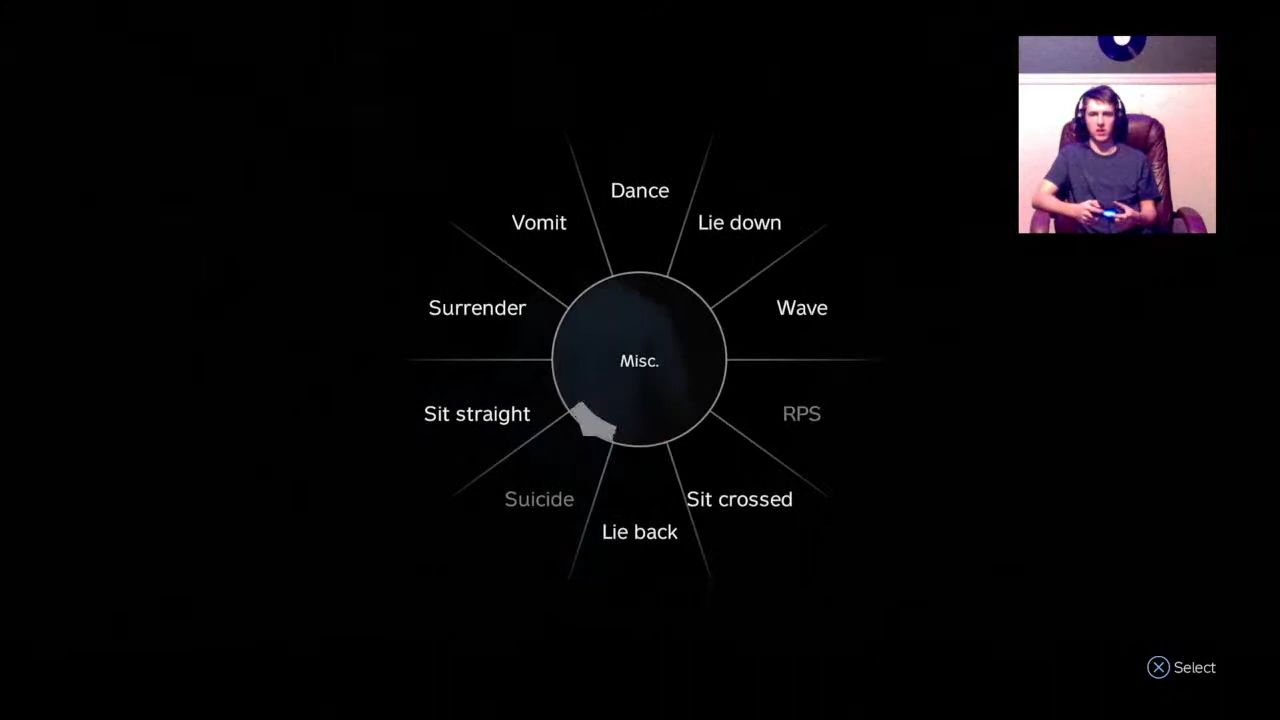 Dance
Vomit
Lie down
Surrender
Wave
Misc.
Sit straight
RPS
Suicide
Sit crossed
Lie back
Select